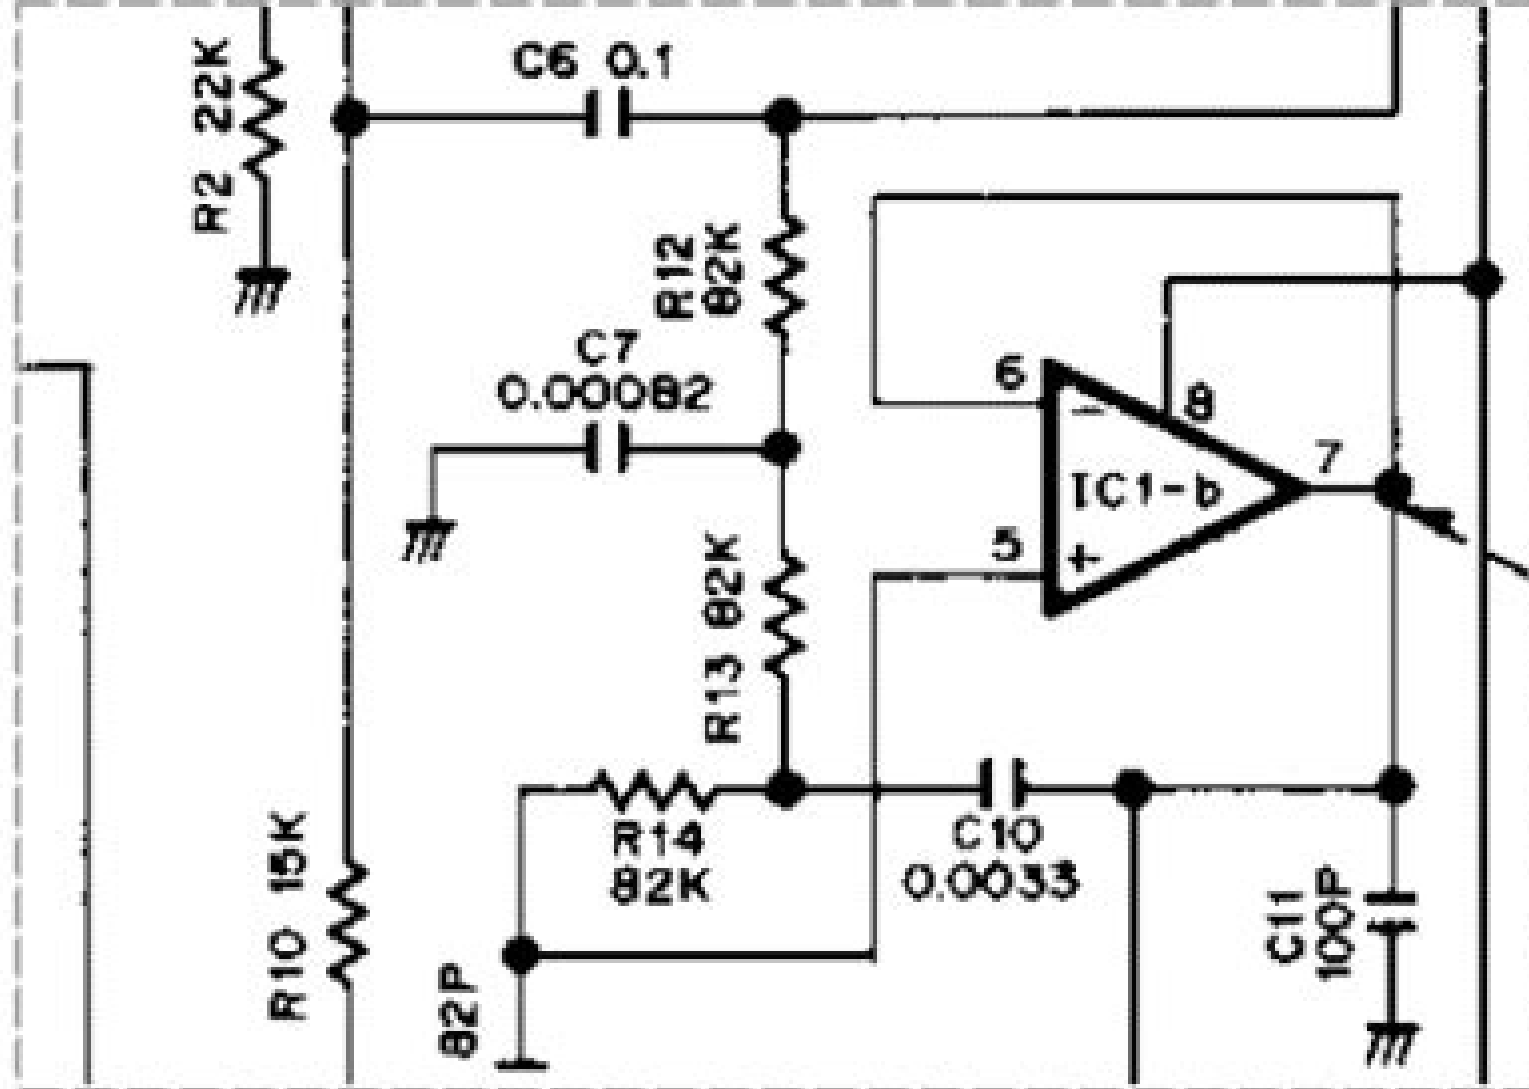 C6 0.1
R2 22K
R12
82K
C7
0.00082
6
8
7
IC1-b
5
R13 82K
R14
82K
C10
0.0033
R10 15K
C11
100P
82P